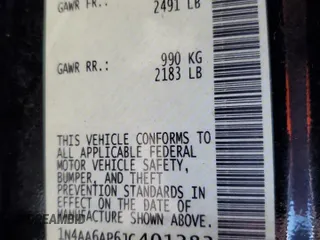 GAWR FR.: 2491 LB
990 KG
GAWR RR.: 2183 LB
THIS VEHICLE CONFORMS TO
ALL APPLICABLE FEDERAL
MOTOR VEHICLE SAFETY,
BUMPER, AND THEFT
PREVENTION STANDARDS IN
EFFECT ON THE DATE OF
MANUFACTURE SHOWN ABOVE.